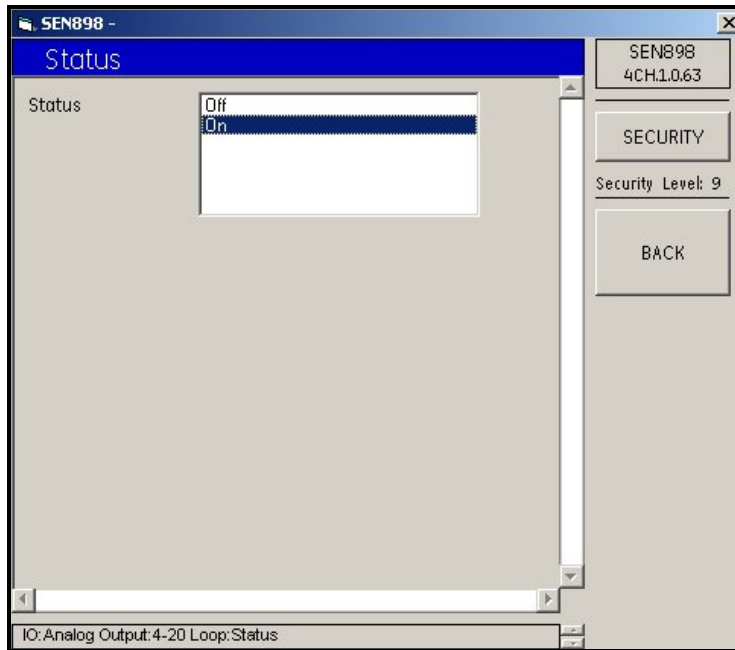 SEN898 -
Status
SEN898
4CH.1.0.63
Status
Off
On
SECURITY
Security Level: 9
BACK
IO:Analog Output:4-20 Loop:Status